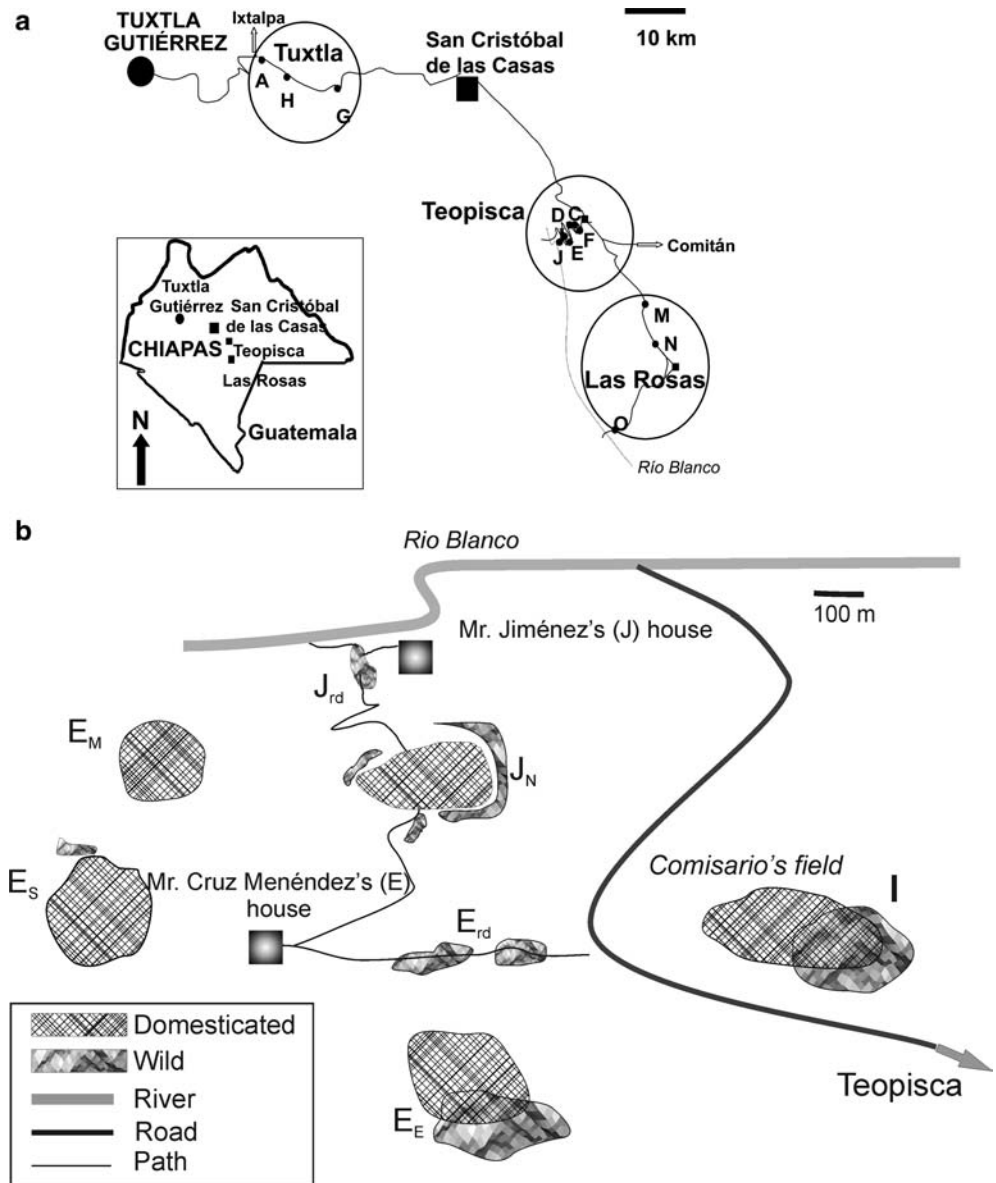 a
TUXTLA
GUTIÉRREZ
Ixtalpa
Tuxtla
A
H
G
San Cristóbal
de las Casas
10 km
Teopisca
D
C
F
E
J
Comitán
M
N
Las Rosas
O
Río Blanco
Tuxtla
Gutiérrez
San Cristóbal
de las Casas
CHIAPAS
Teopisca
Las Rosas
N
Guatemala
b
Rio Blanco
100 m
Mr. Jiménez's (J) house
Jrd
EM
JN
ES
Mr. Cruz Menéndez's (E)
house
Erd
Comisario's field
I
Domesticated
Wild
River
Road
Path
EE
Teopisca